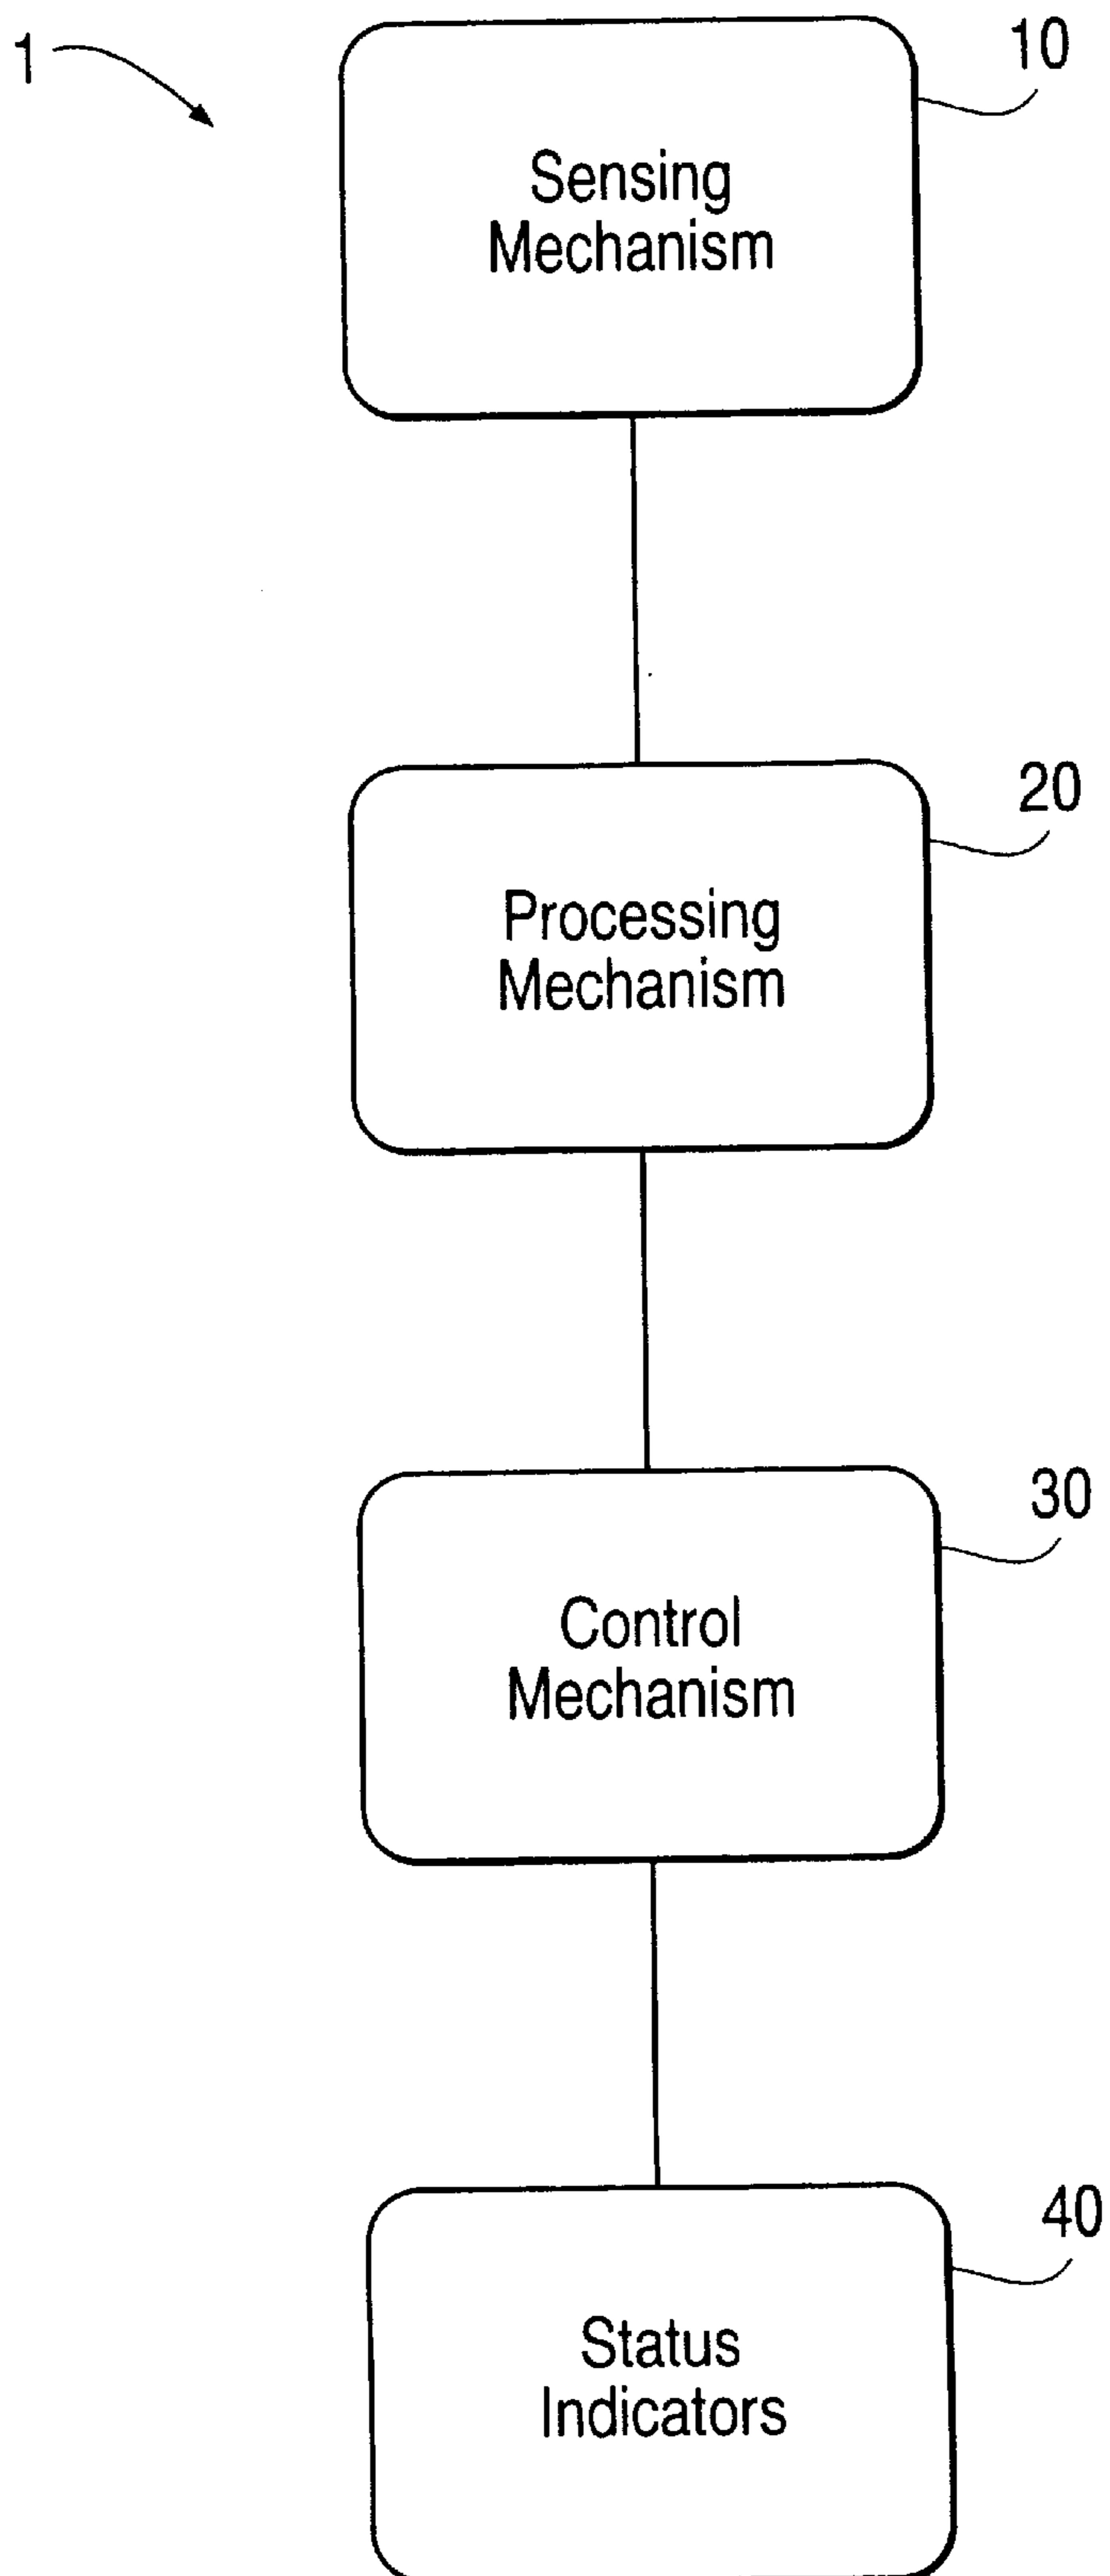 1
10
Sensing
Mechanism
20
Processing
Mechanism
30
Control
Mechanism
40
Status
Indicators